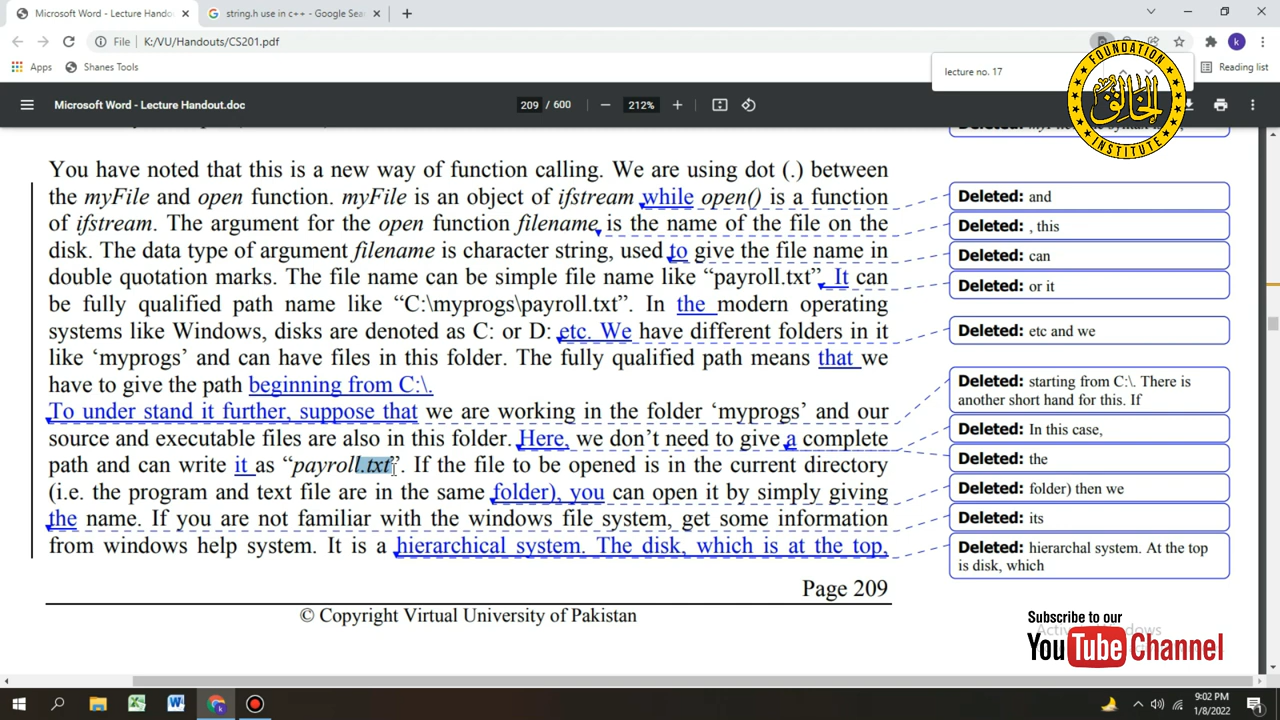 Microsoft Word - Lecture Handout
string.h use in c++ - Google Sea
File K:/VU/Handouts/CS201.pdf
Apps Shanes Tools
lecture no. 17
Reading list
Microsoft Word - Lecture Handout.doc
209 / 600
212%
FOUNDATION
الخالق
INSTITUTE
You have noted that this is a new way of function calling. We are using dot (.) between
the myFile and open function. myFile is an object of ifstream while open() is a function
of ifstream. The argument for the open function filename is the name of the file on the
disk. The data type of argument filename is character string, used to give the file name in
double quotation marks. The file name can be simple file name like “payroll.txt”. It can
be fully qualified path name like “C:\myprogs\payroll.txt”. In the modern operating
systems like Windows, disks are denoted as C: or D: etc. We have different folders in it
like ‘myprogs’ and can have files in this folder. The fully qualified path means that we
have to give the path beginning from C:\.
To under stand it further, suppose that we are working in the folder ‘myprogs’ and our
source and executable files are also in this folder. Here, we don’t need to give a complete
path and can write it as “payroll.txt”. If the file to be opened is in the current directory
(i.e. the program and text file are in the same folder), you can open it by simply giving
the name. If you are not familiar with the windows file system, get some information
from windows help system. It is a hierarchical system. The disk, which is at the top,
Page 209
© Copyright Virtual University of Pakistan
Deleted: and
Deleted: , this
Deleted: can
Deleted: or it
Deleted: etc and we
Deleted: starting from C:\. There is
another short hand for this. If
Deleted: In this case,
Deleted: the
Deleted: folder) then we
Deleted: its
Deleted: hierarchal system. At the top
is disk, which
Subscribe to our
YouTube Channel
9:02 PM
1/8/2022